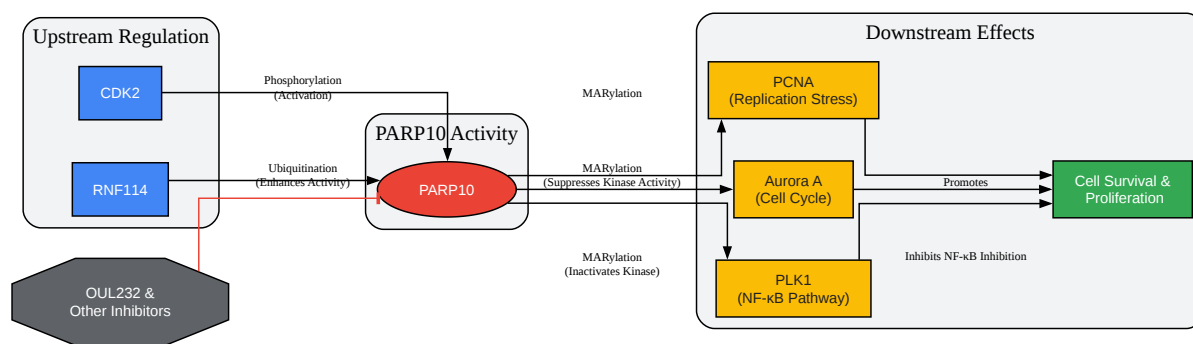 Upstream Regulation
CDK2
RNF114
OUL232 &
Other Inhibitors
Phosphorylation
(Activation)
Ubiquitination
(Enhances Activity)
PARP10 Activity
PARP10
MARylation
MARylation
(Suppresses Kinase Activity)
MARylation
(Inactivates Kinase)
Downstream Effects
PCNA
(Replication Stress)
Aurora A
(Cell Cycle)
PLK1
(NF-κB Pathway)
Promotes
Inhibits NF-κB Inhibition
Cell Survival &
Proliferation